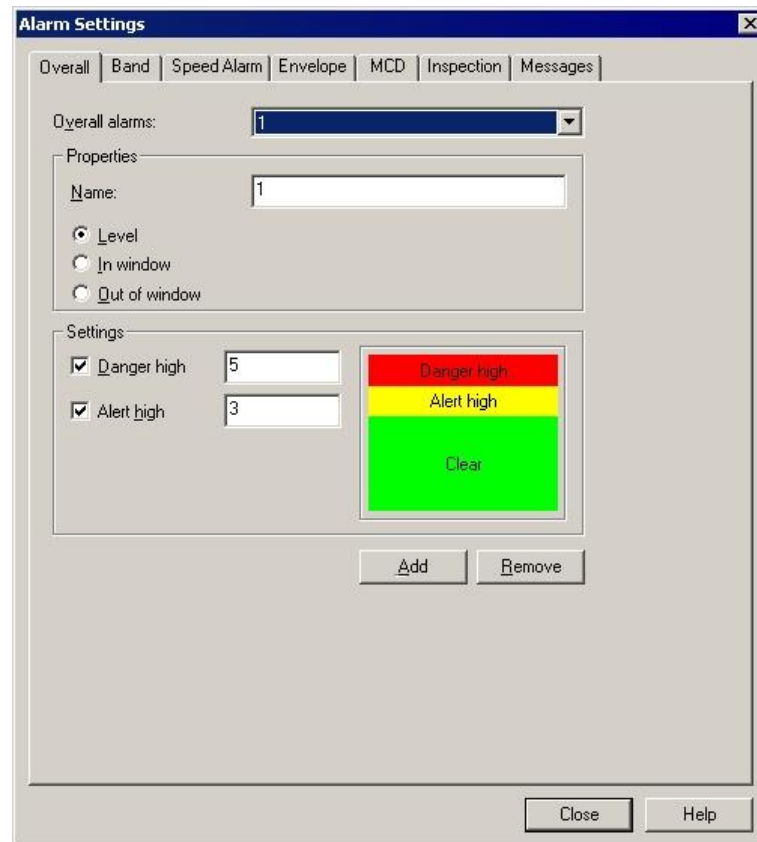 Alarm Settings
Overall Band Speed Alarm Envelope MCD Inspection Messages
Overall alarms: 1
Properties
Name: 1
Level
In window
Out of window
Settings
Danger high 5
Alert high 3
Danger high
Alert high
Clear
Add Remove
Close Help